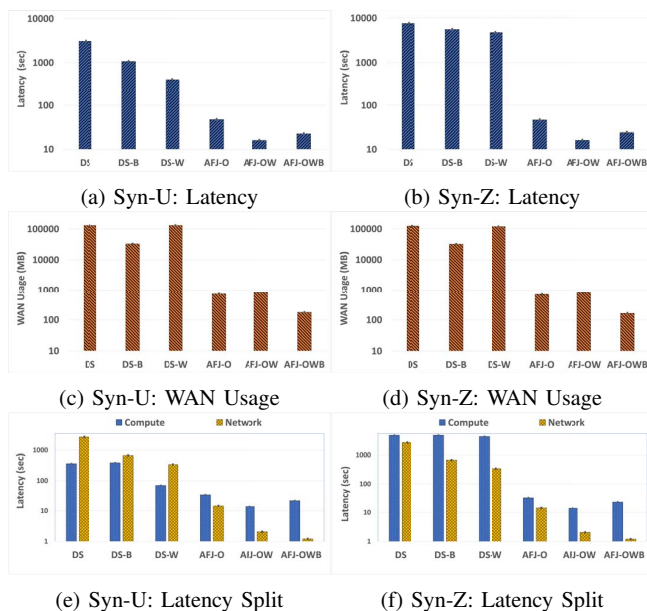 10000
1000
100
10
Latency (sec)
DS DS-B DS-W AFJ-O AFJ-OW AFJ-OWB
(a) Syn-U: Latency
10000
1000
100
10
Latency (sec)
DS DS-B DS-W AFJ-O AFJ-OW AFJ-OWB
(b) Syn-Z: Latency
100000
10000
1000
100
10
WAN Usage (MB)
DS DS-B DS-W AFJ-O AFJ-OW AFJ-OWB
(c) Syn-U: WAN Usage
100000
10000
1000
100
10
WAN Usage (MB)
DS DS-B DS-W AFJ-O AFJ-OW AFJ-OWB
(d) Syn-Z: WAN Usage
Compute Network
1000
100
10
1
Latency (sec)
DS DS-B DS-W AFJ-O AFJ-OW AFJ-OWB
(e) Syn-U: Latency Split
Compute Network
1000
100
10
1
Latency (sec)
DS DS-B DS-W AFJ-O AFJ-OW AFJ-OWB
(f) Syn-Z: Latency Split